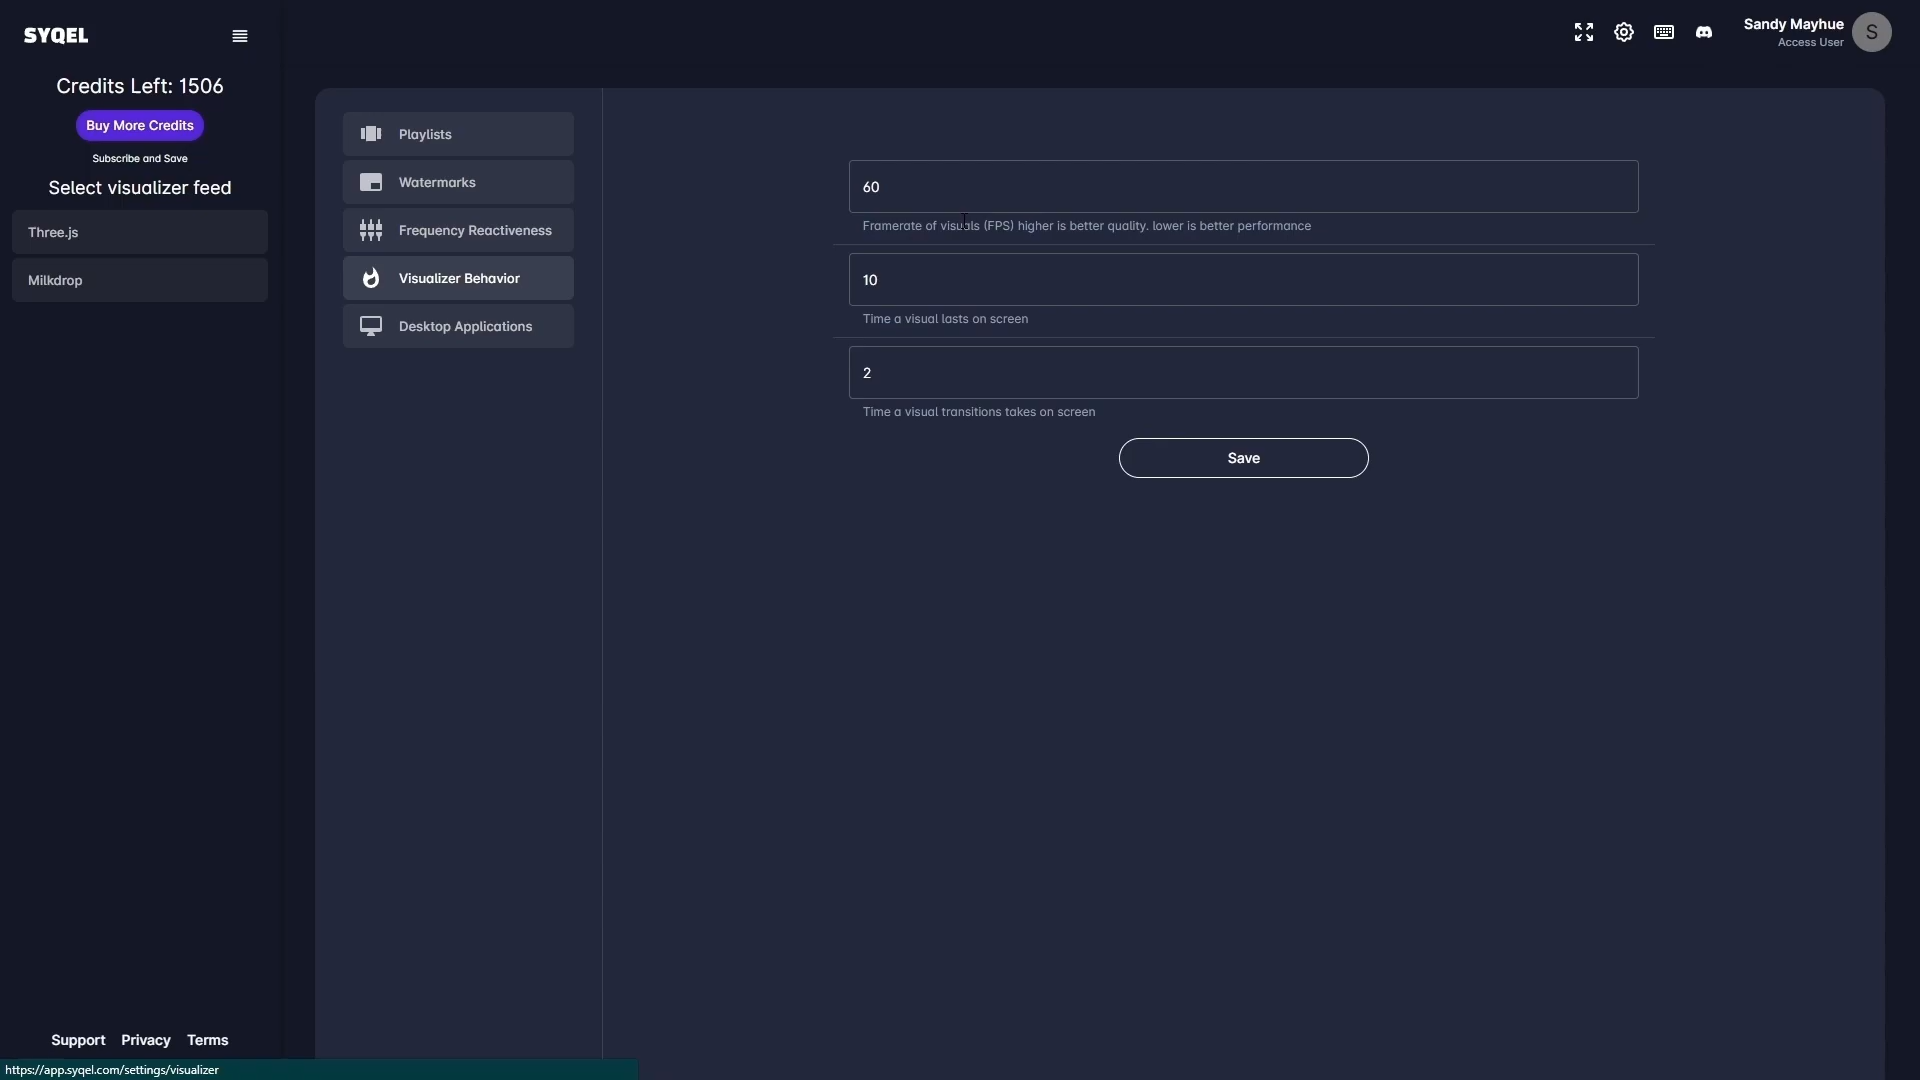 SYQEL
Credits Left: 1506
Buy More Credits
Subscribe and Save
Select visualizer feed
Three.js
Milkdrop
Support Privacy Terms
https://app.syqel.com/settings/visualizer
Sandy Mayhue
Access User
S
Playlists
Watermarks
Frequency Reactiveness
Visualizer Behavior
Desktop Applications
60
Framerate of visuals (FPS) higher is better quality. lower is better performance
10
Time a visual lasts on screen
2
Time a visual transitions takes on screen
Save